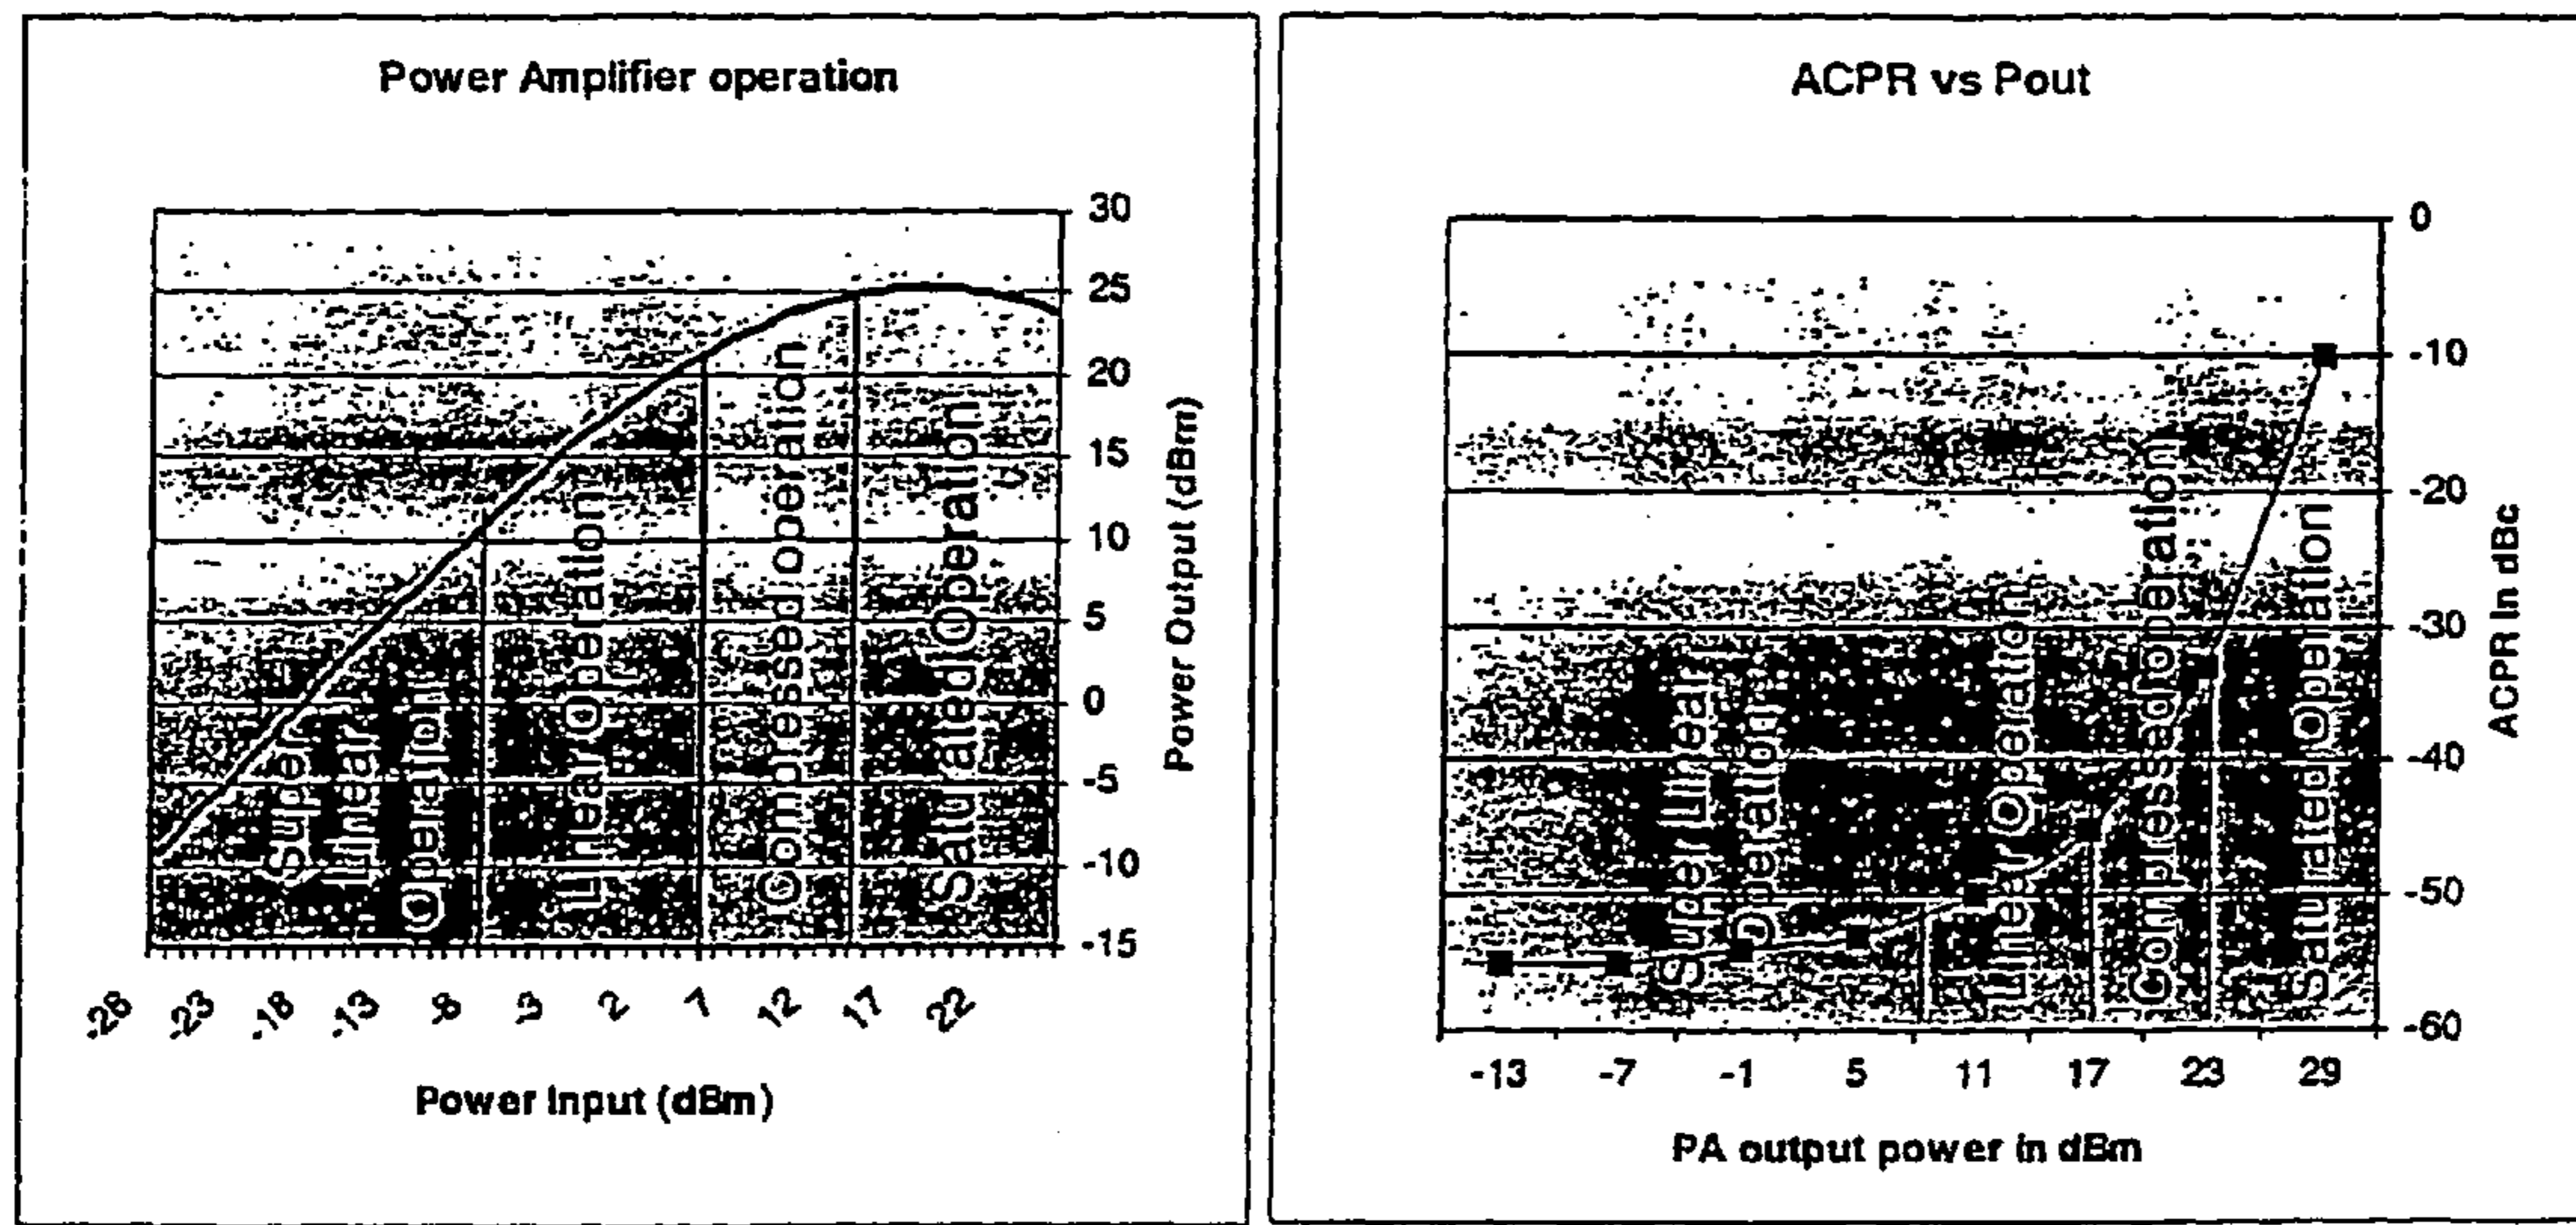 Power Amplifier operation
30
25
20
15
10
5
0
-5
-10
-15
Power Output (dBm)
Super
Linear
Operation
Linear Operation
Compressed operation
Saturated Operation
-28 -23 -18 -13 -8 -3 2 7 12 17 22
Power Input (dBm)
ACPR vs Pout
0
-10
-20
-30
-40
-50
-60
ACPR In dBc
Super Linear
Operation
Linear Operation
Compressed operation
Saturated Operation
-13 -7 -1 5 11 17 23 29
PA output power in dBm